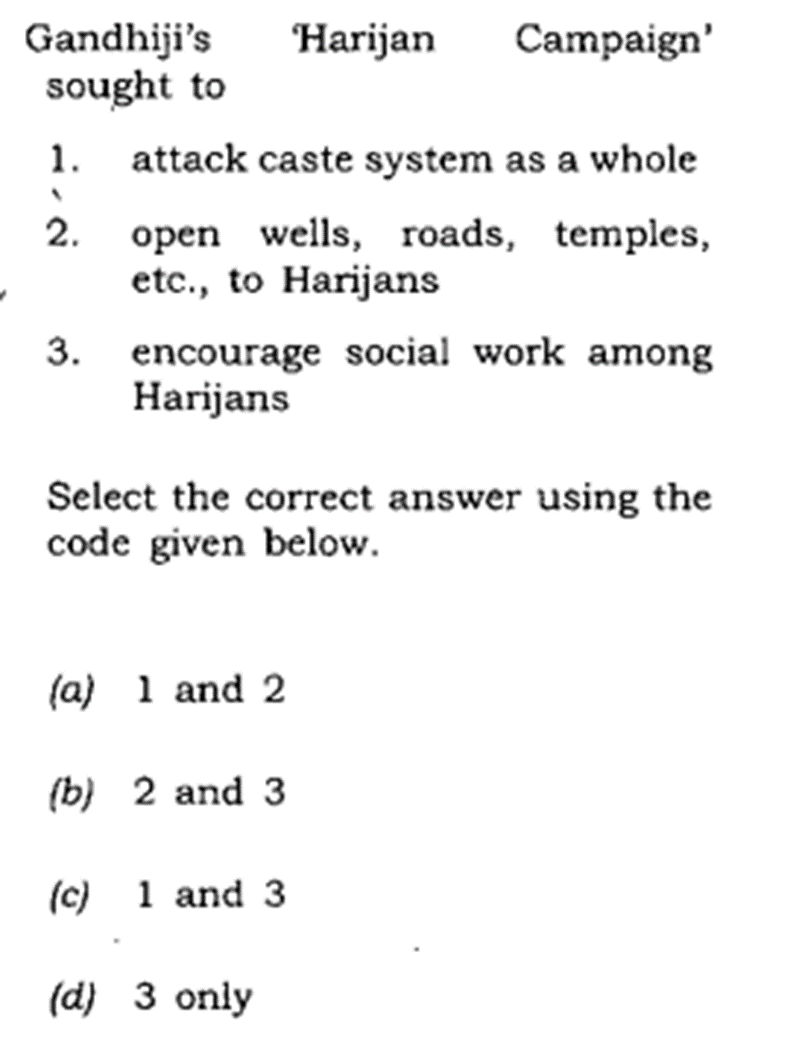 Gandhiji’s ‘Harijan Campaign’
sought to
1. attack caste system as a whole
2. open wells, roads, temples,
etc., to Harijans
3. encourage social work among
Harijans
Select the correct answer using the
code given below.
(a) 1 and 2
(b) 2 and 3
(c) 1 and 3
(d) 3 only